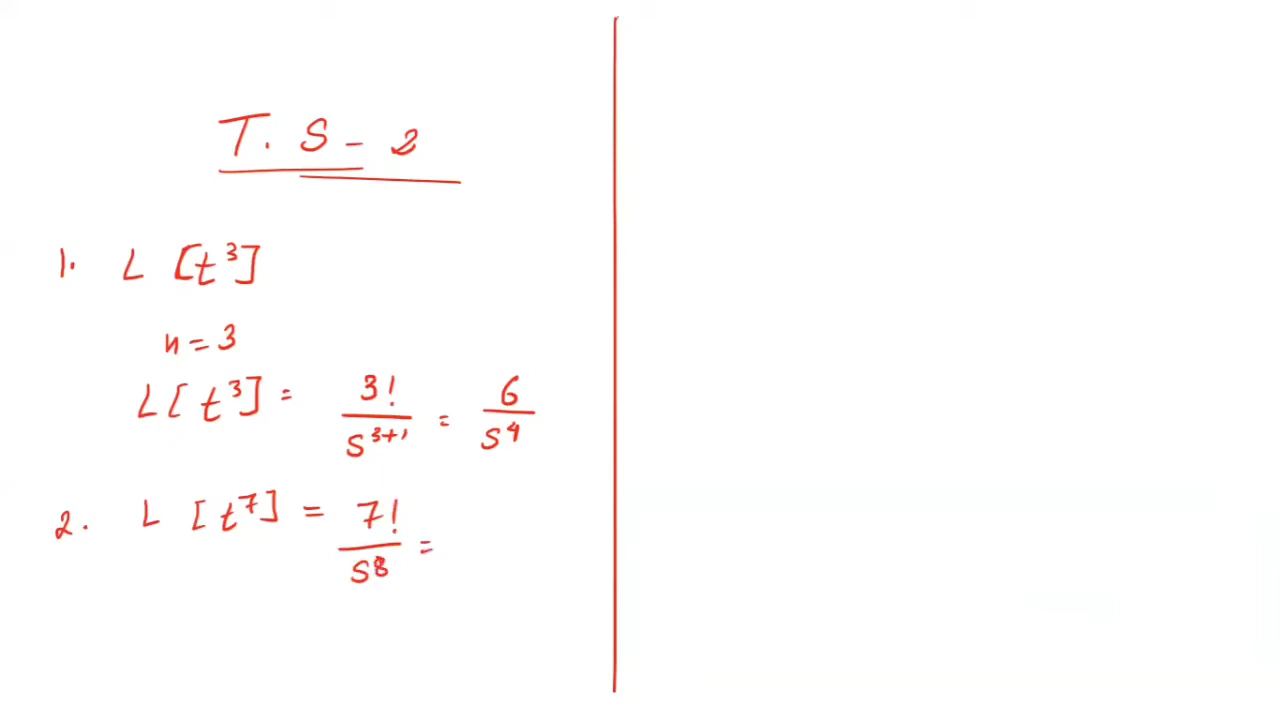 T. S - 2
1. L [t³]
n = 3
L[t³] = 3!/s³⁺¹ = 6/s⁴
2. L [t⁷] = 7!/s⁸ =